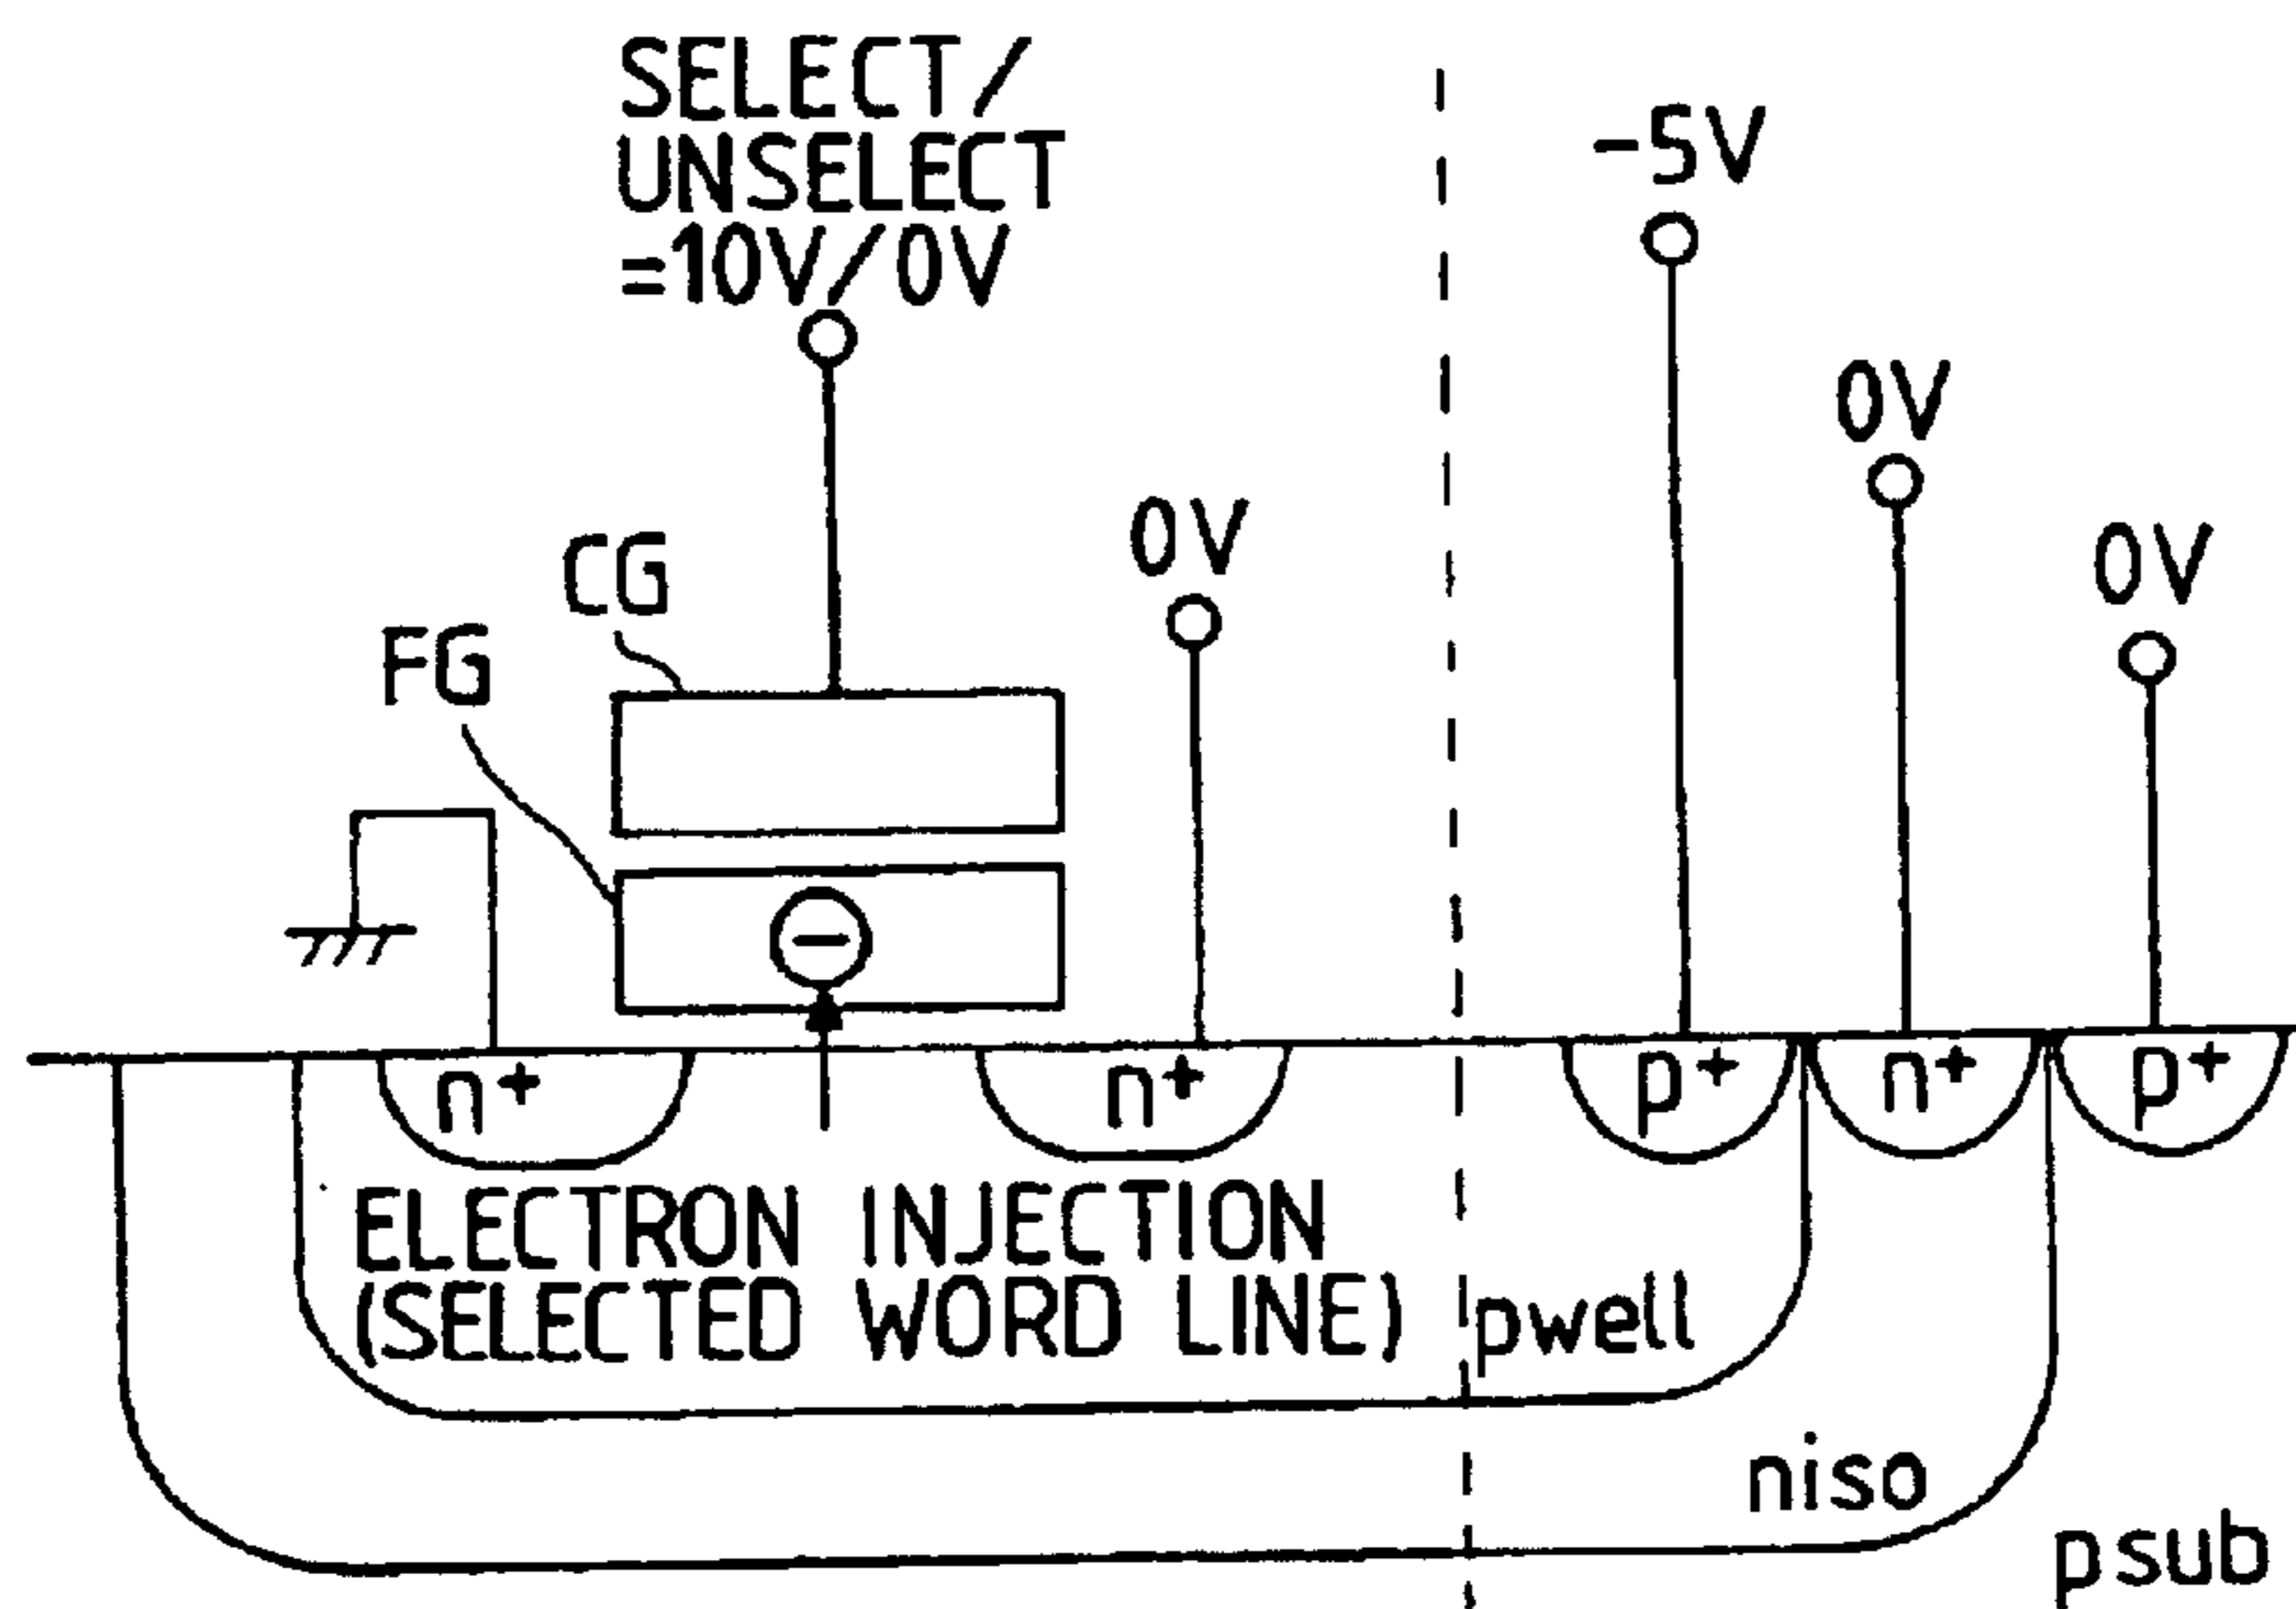 SELECT/
UNSELECT
=10V/0V
-5V
0V
0V
0V
CG
FG
n+
n+
p+
n+
p+
ELECTRON INJECTION
(SELECTED WORD LINE)
pwell
niso
psub